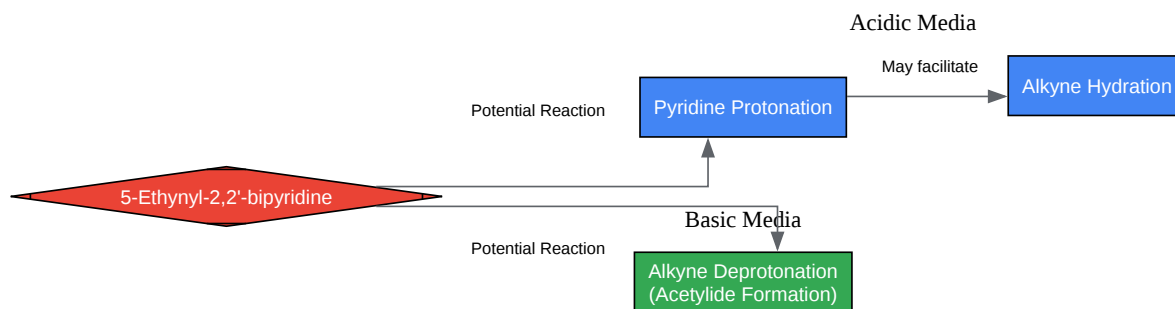 Acidic Media
May facilitate
Alkyne Hydration
Potential Reaction
Pyridine Protonation
5-Ethynyl-2,2'-bipyridine
Basic Media
Potential Reaction
Alkyne Deprotonation
(Acetylide Formation)